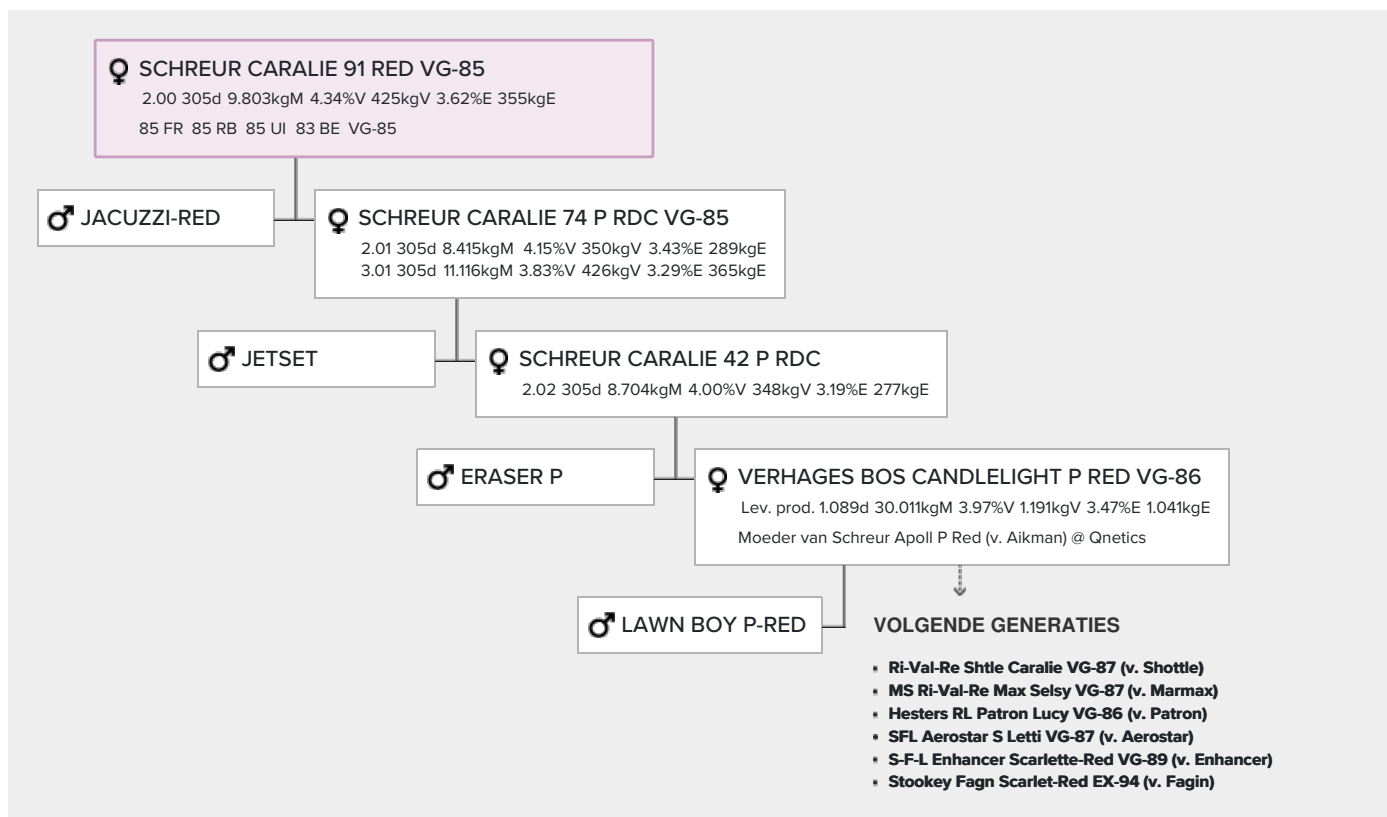 SCHREUR CARALIE 91 RED VG-85
2.00 305d 9.803kgM 4.34%V 425kgV 3.62%E 355kgE
85 FR 85 RB 85 UI 83 BE VG-85
JACUZZI-RED
SCHREUR CARALIE 74 P RDC VG-85
2.01 305d 8.415kgM 4.15%V 350kgV 3.43%E 289kgE
3.01 305d 11.116kgM 3.83%V 426kgV 3.29%E 365kgE
JETSET
SCHREUR CARALIE 42 P RDC
2.02 305d 8.704kgM 4.00%V 348kgV 3.19%E 277kgE
ERASER P
VERHAGES BOS CANDLELIGHT P RED VG-86
Lev. prod. 1.089d 30.011kgM 3.97%V 1.191kgV 3.47%E 1.041kgE
Moeder van Schreur Apoll P Red (v. Aikman) @ Qnetics
LAWN BOY P-RED
VOLGENDE GENERATIES
▪ Ri-Val-Re Shtle Caralie VG-87 (v. Shottle)
▪ MS Ri-Val-Re Max Selsy VG-87 (v. Marmax)
▪ Hesters RL Patron Lucy VG-86 (v. Patron)
▪ SFL Aerostar S Letti VG-87 (v. Aerostar)
▪ S-F-L Enhancer Scarlette-Red VG-89 (v. Enhancer)
▪ Stookey Fagn Scarlet-Red EX-94 (v. Fagin)